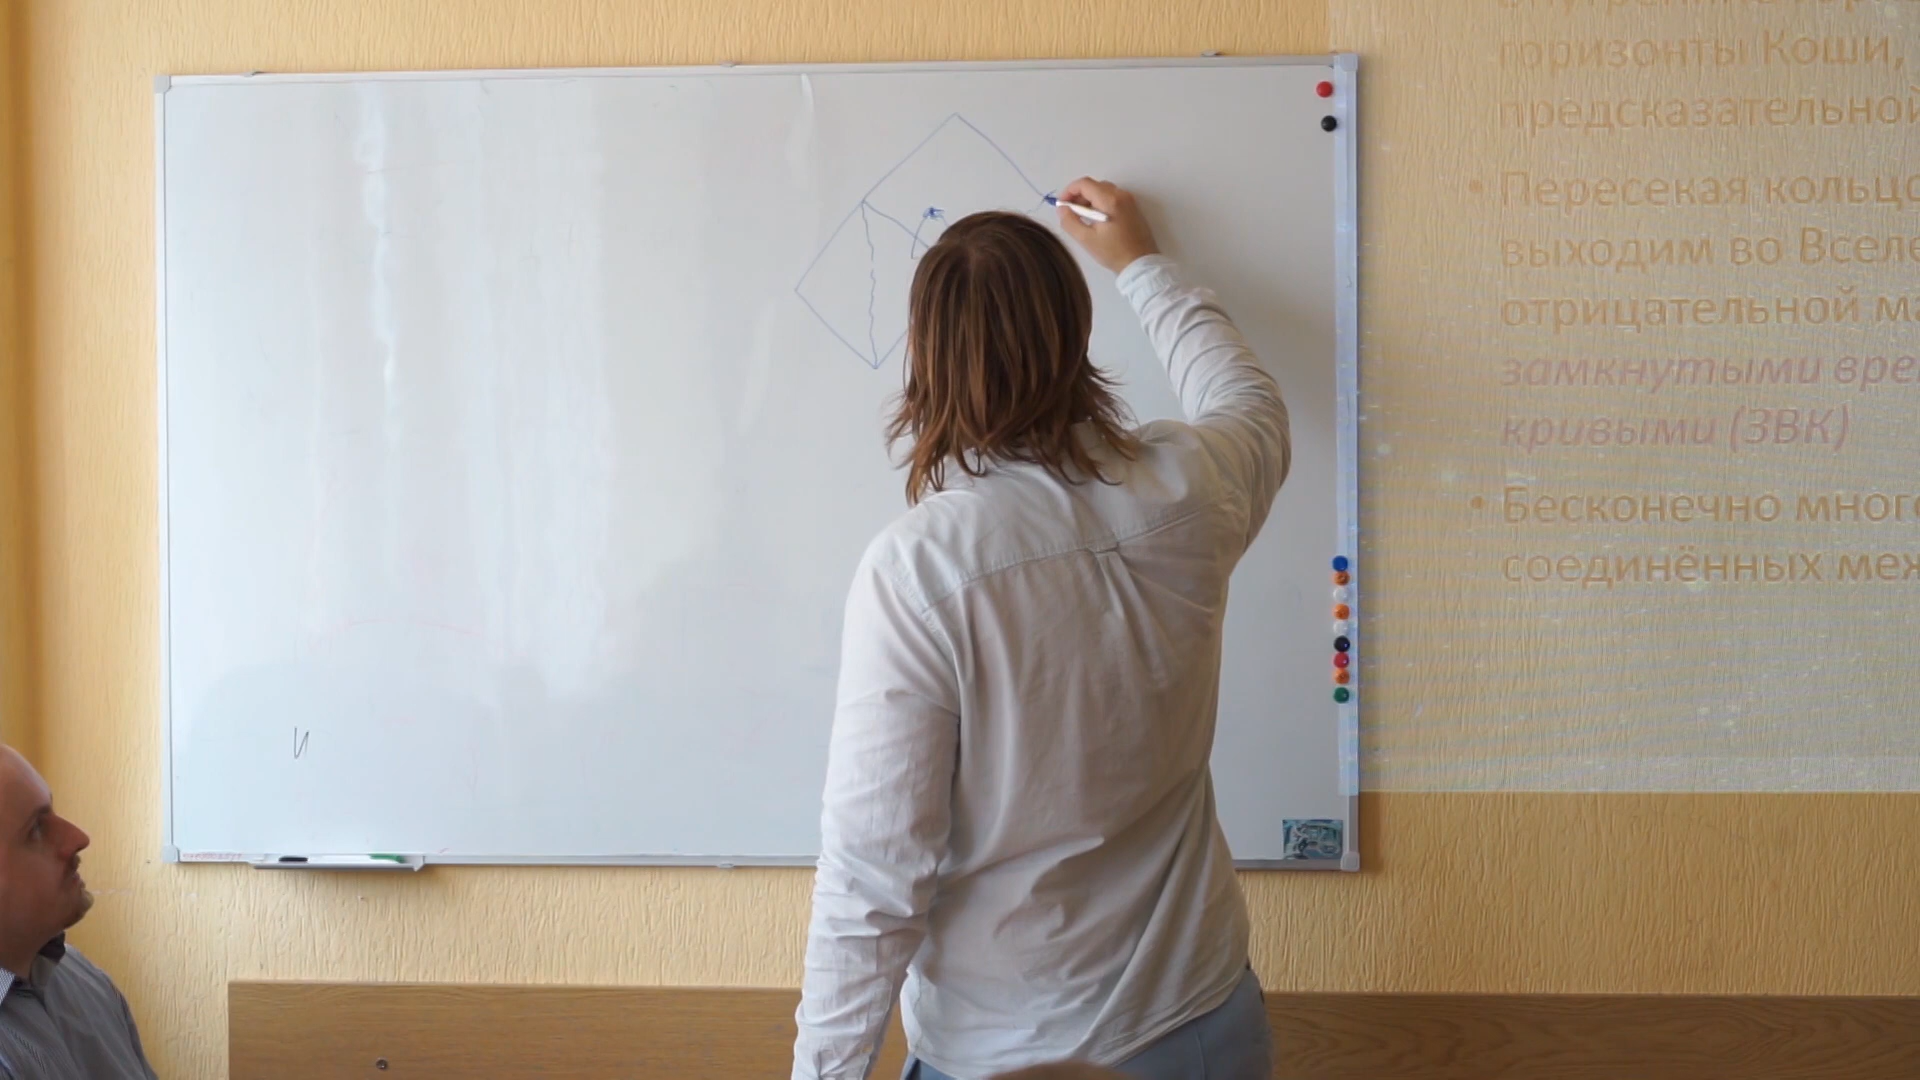 и
горизонты Коши,
предсказательной
• Пересекая кольцо
выходим во Вселе
отрицательной ма
замкнутыми вре
кривыми (ЗВК)
• Бесконечно много
соединённых меж